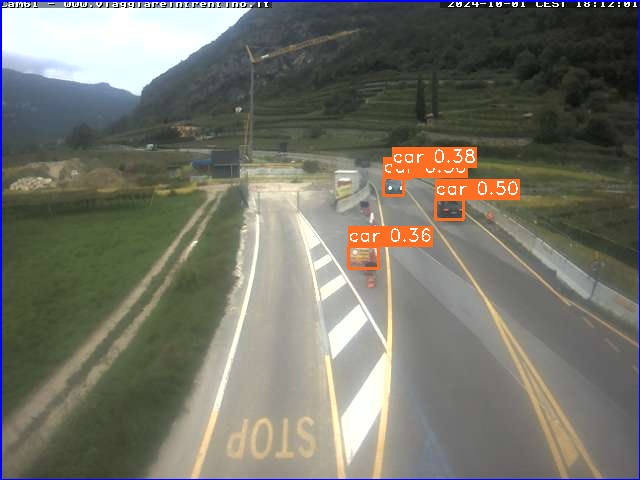 Cam61 - www.viaggiareintrentino.it
2024-10-01 CEST 18:12:01
car 0.38
car 0.50
car 0.36
STOP